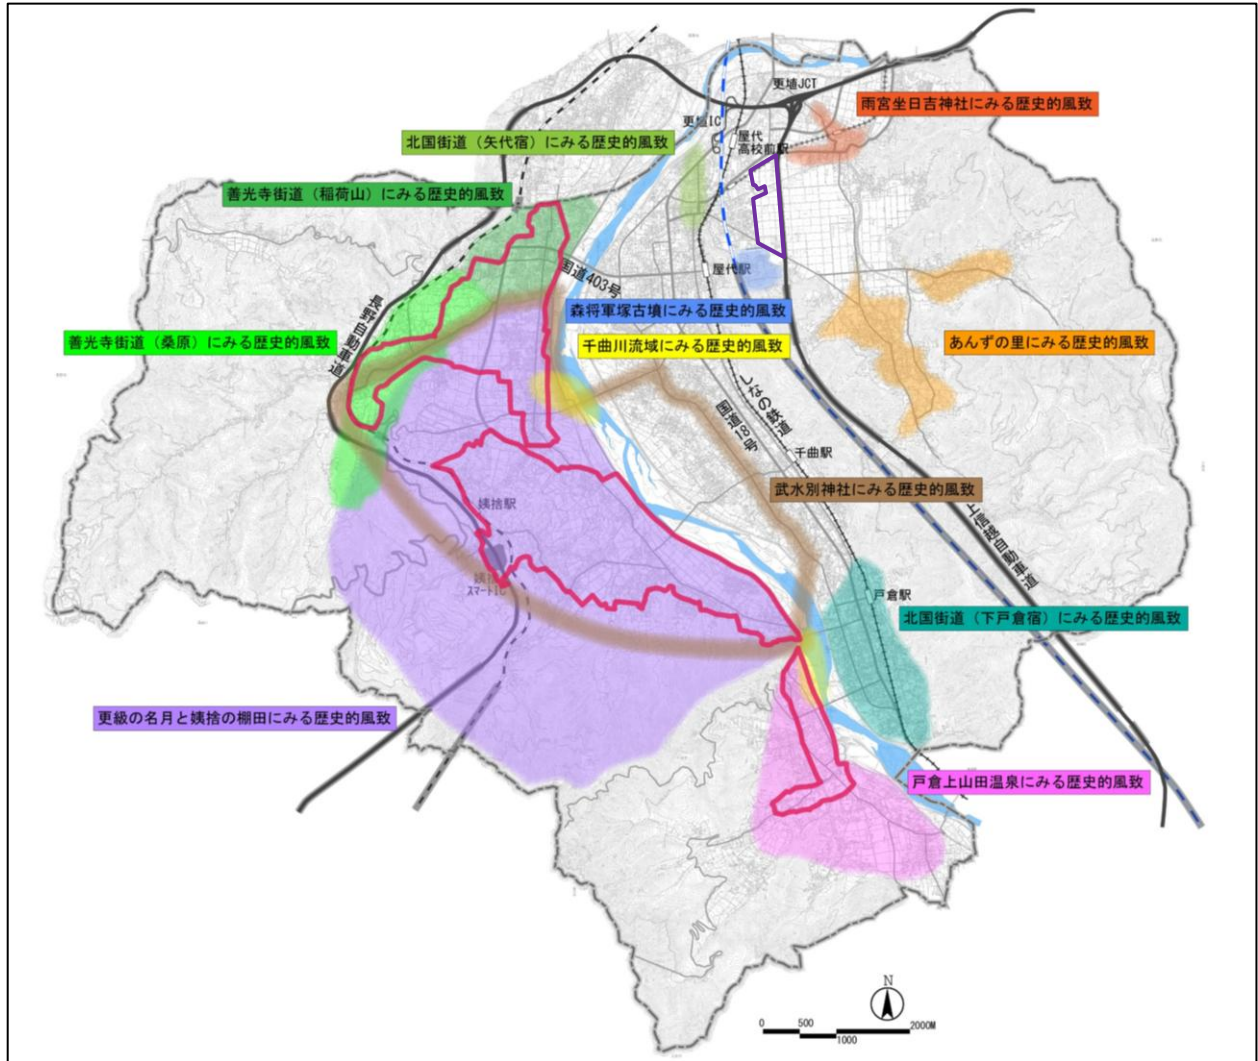 更埴JCT
雨宮坐日吉神社にみる歴史的風致
更埴IC
北国街道(矢代宿)にみる歴史的風致
屋代
高校前駅
善光寺街道(稲荷山)にみる歴史的風致
国道403号
屋代駅
長野自動車道
森将軍塚古墳にみる歴史的風致
善光寺街道(桑原)にみる歴史的風致
千曲川流域にみる歴史的風致
あんずの里にみる歴史的風致
しなの鉄道
国道18号
千曲駅
武水別神社にみる歴史的風致
姨捨駅
上信越自動車道
姨捨
スマートIC
戸倉駅
北国街道(下戸倉宿)にみる歴史的風致
更級の名月と姨捨の棚田にみる歴史的風致
戸倉上山田温泉にみる歴史的風致
N
0 500 2000M
1000